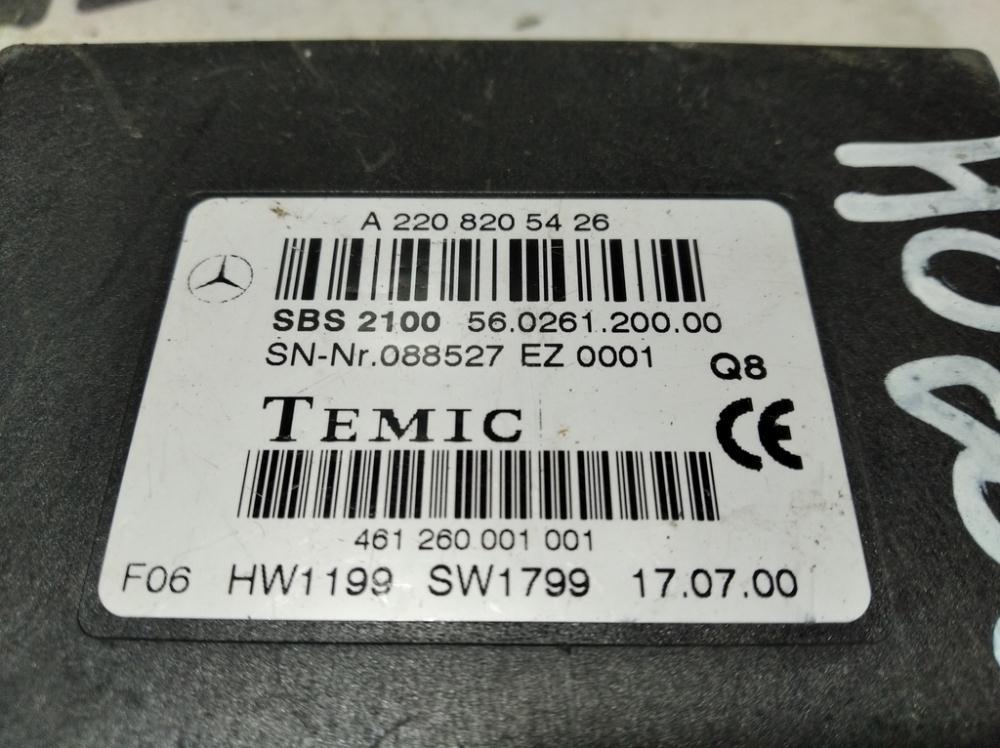 A 220 820 54 26
SBS 2100 56.0261.200.00
SN-Nr.088527 EZ 0001 Q8
TEMIC
CE
461 260 001 001
F06 HW1199 SW1799 17.07.00